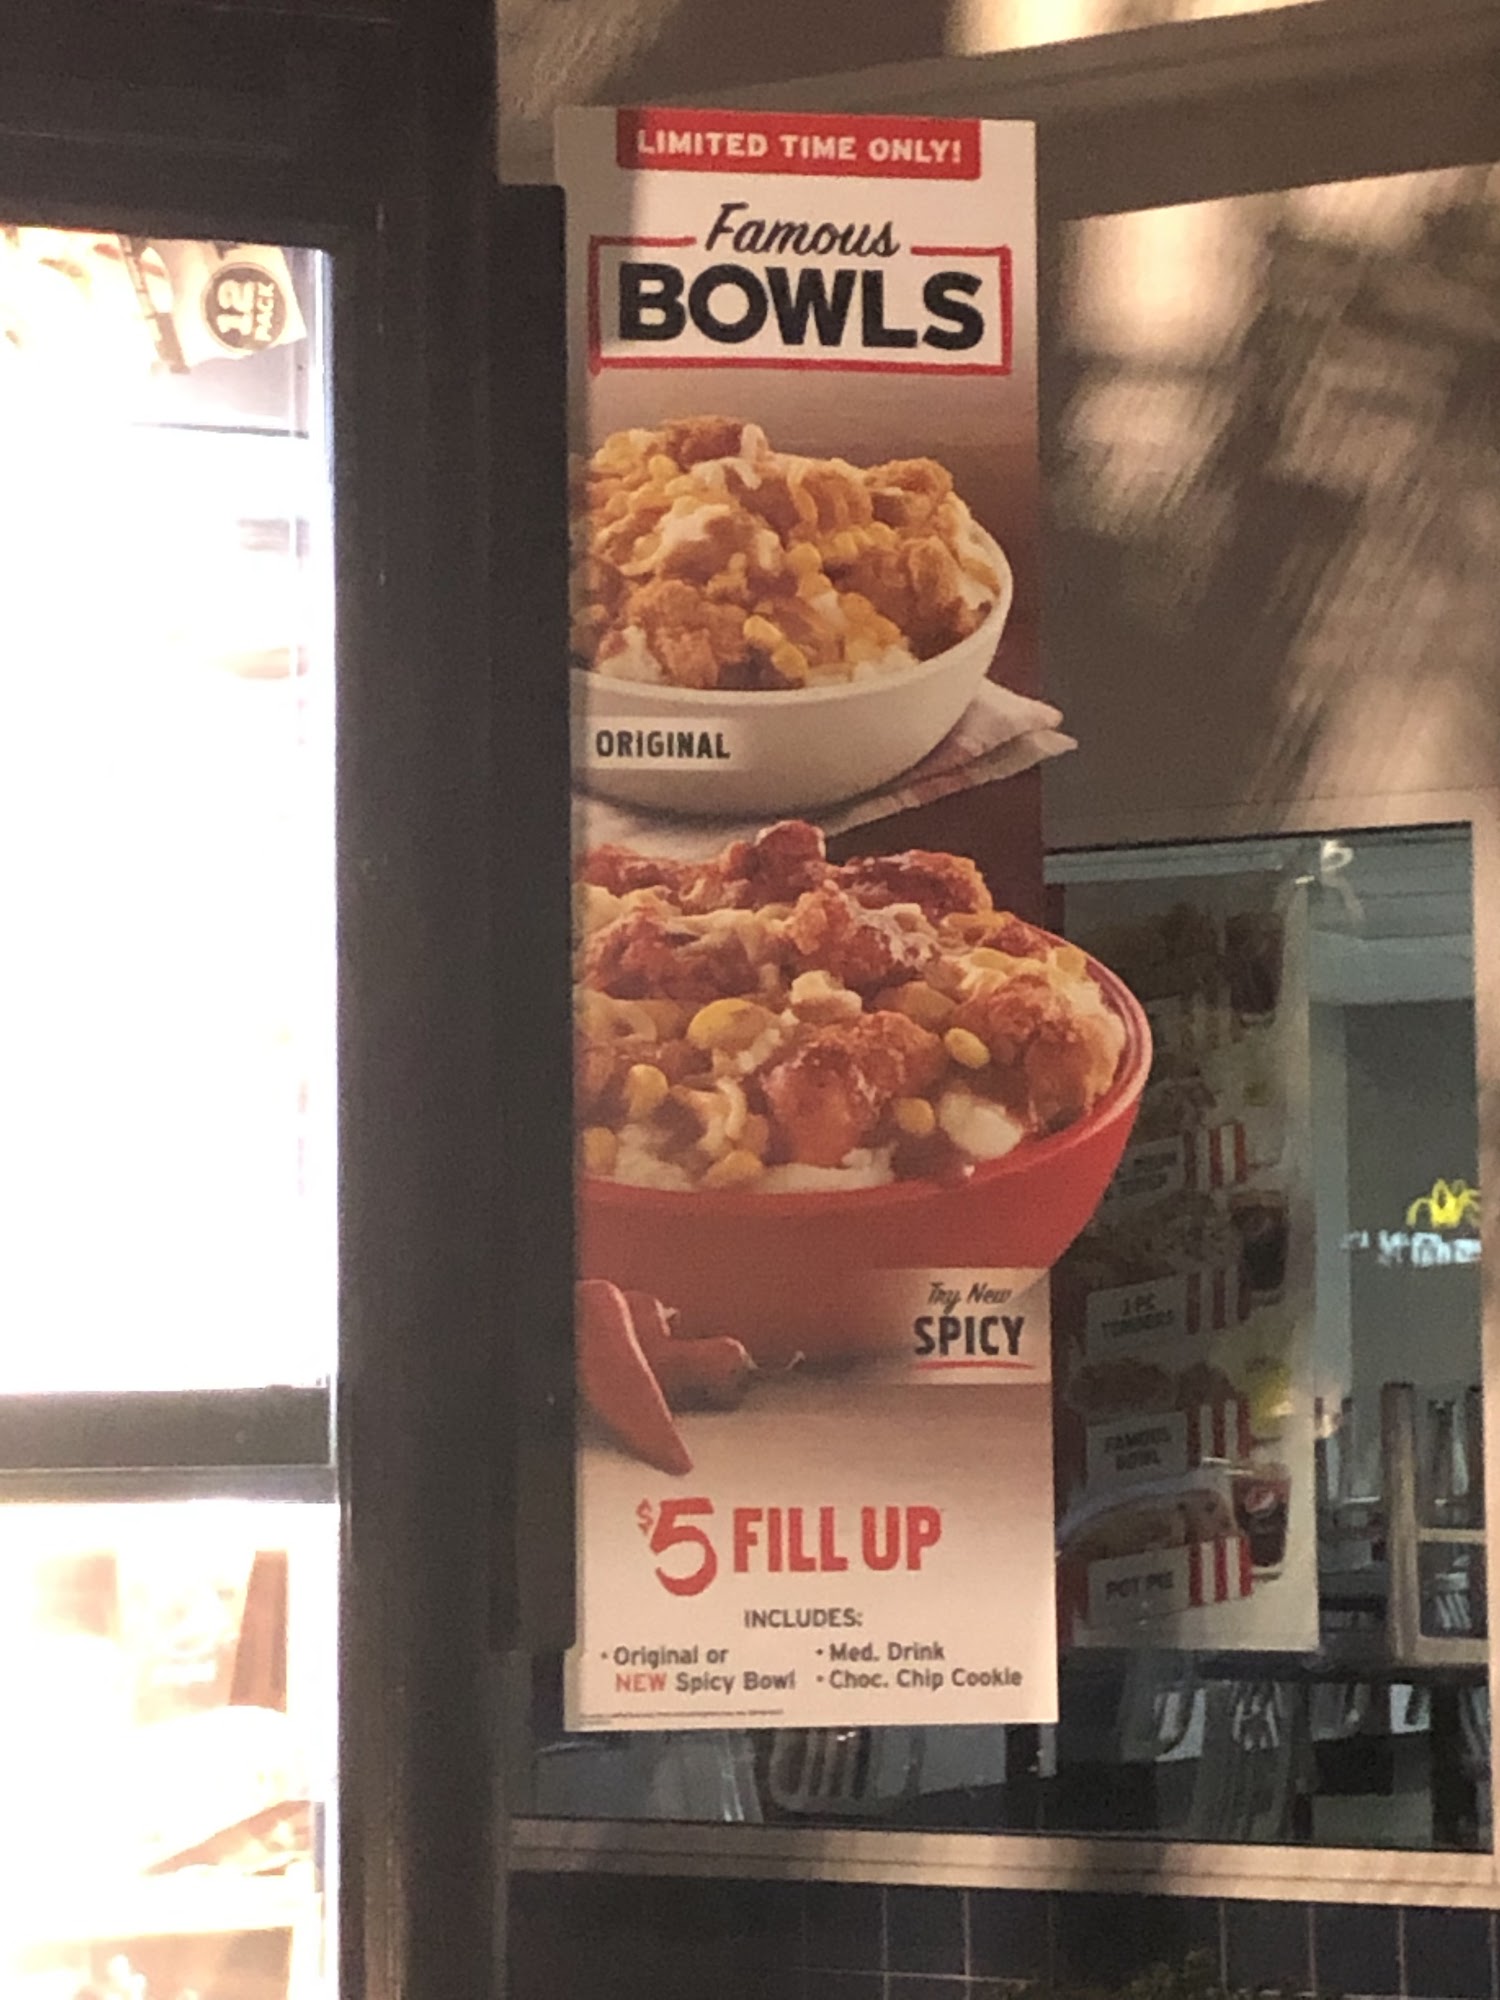 LIMITED TIME ONLY!
Famous
BOWLS
12
PACK
ORIGINAL
Try New
SPICY
TENDERS
FAMOUS
BOWL
POT PIE
$5 FILL UP
INCLUDES:
• Original or
NEW Spicy Bowl
• Med. Drink
• Choc. Chip Cookie